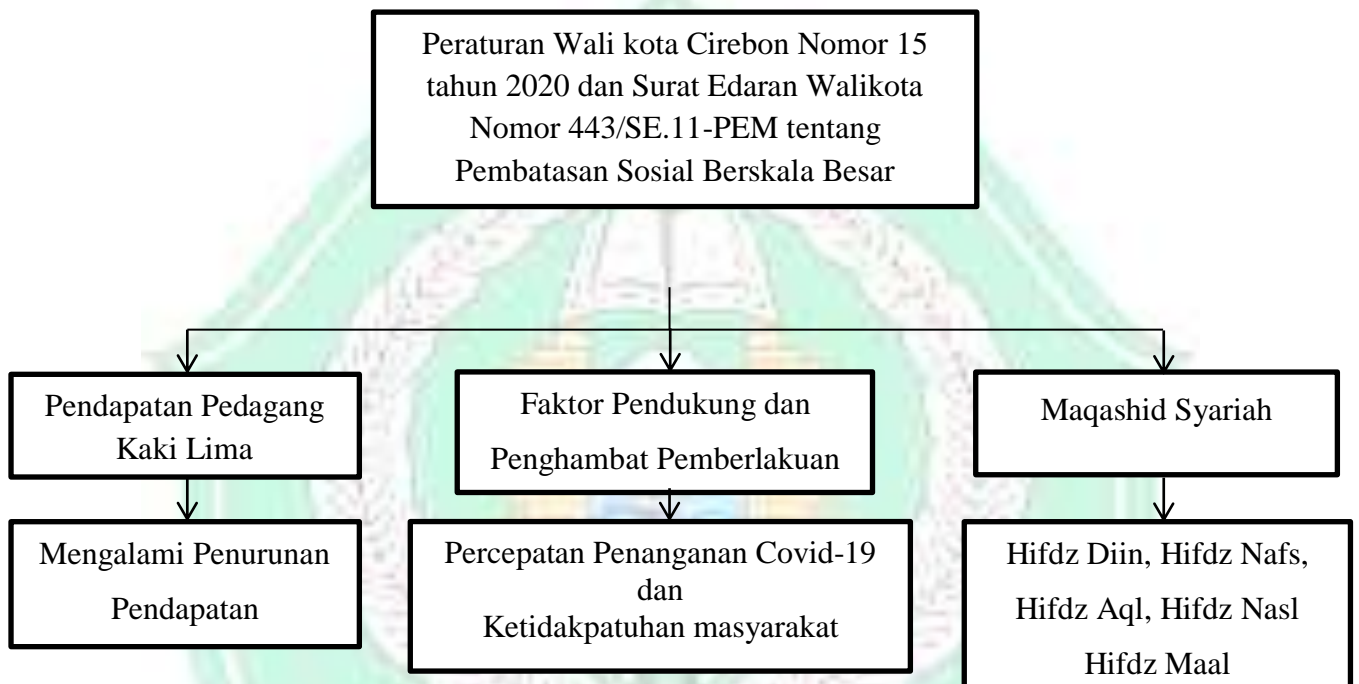 Peraturan Wali kota Cirebon Nomor 15
tahun 2020 dan Surat Edaran Walikota
Nomor 443/SE.11-PEM tentang
Pembatasan Sosial Berskala Besar
Pendapatan Pedagang
Kaki Lima
Faktor Pendukung dan
Penghambat Pemberlakuan
Maqashid Syariah
Mengalami Penurunan
Pendapatan
Percepatan Penanganan Covid-19
dan
Ketidakpatuhan masyarakat
Hifdz Diin, Hifdz Nafs,
Hifdz Aql, Hifdz Nasl
Hifdz Maal